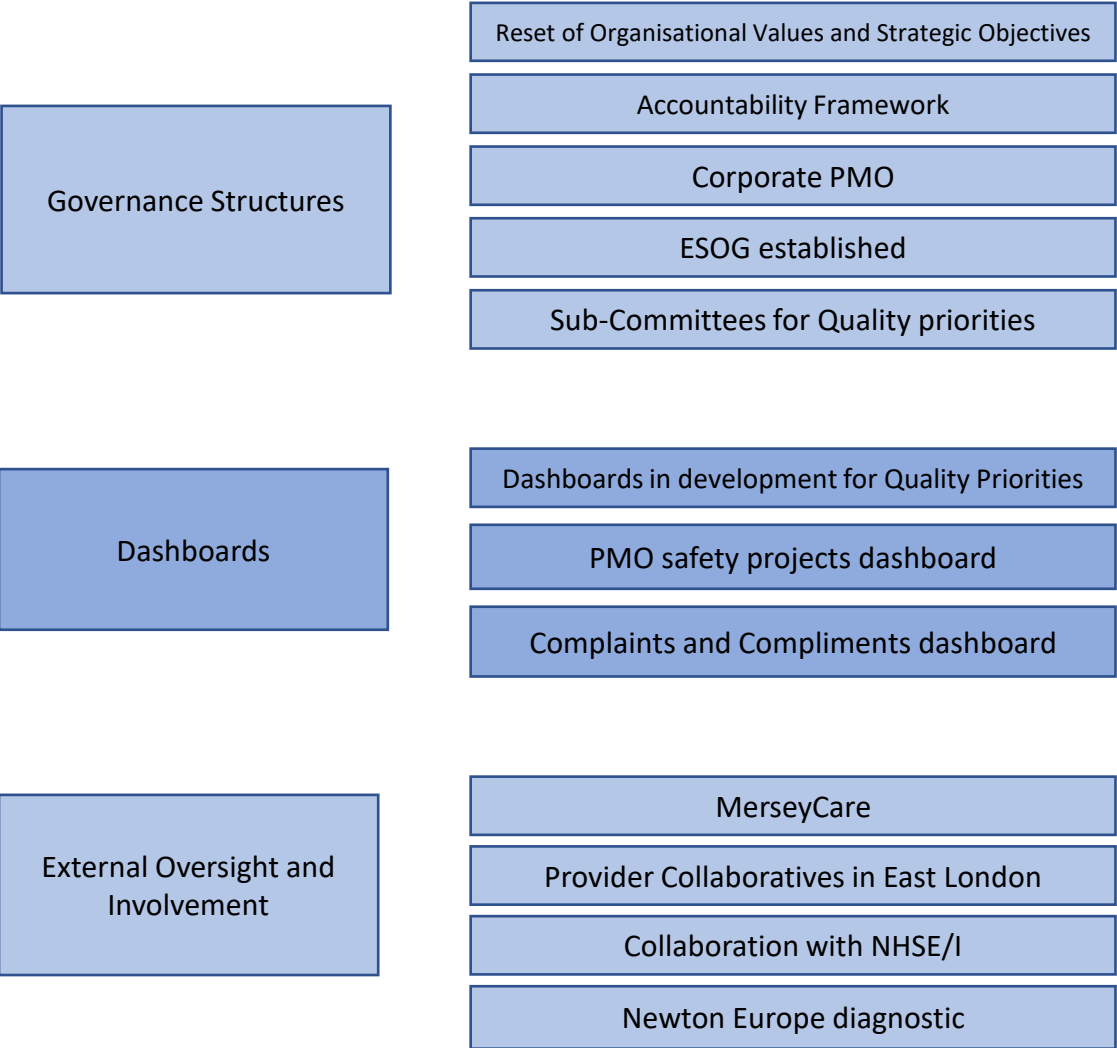 Governance Structures
Reset of Organisational Values and Strategic Objectives
Accountability Framework
Corporate PMO
ESOG established
Sub-Committees for Quality priorities
Dashboards
Dashboards in development for Quality Priorities
PMO safety projects dashboard
Complaints and Compliments dashboard
External Oversight and
Involvement
MerseyCare
Provider Collaboratives in East London
Collaboration with NHSE/I
Newton Europe diagnostic